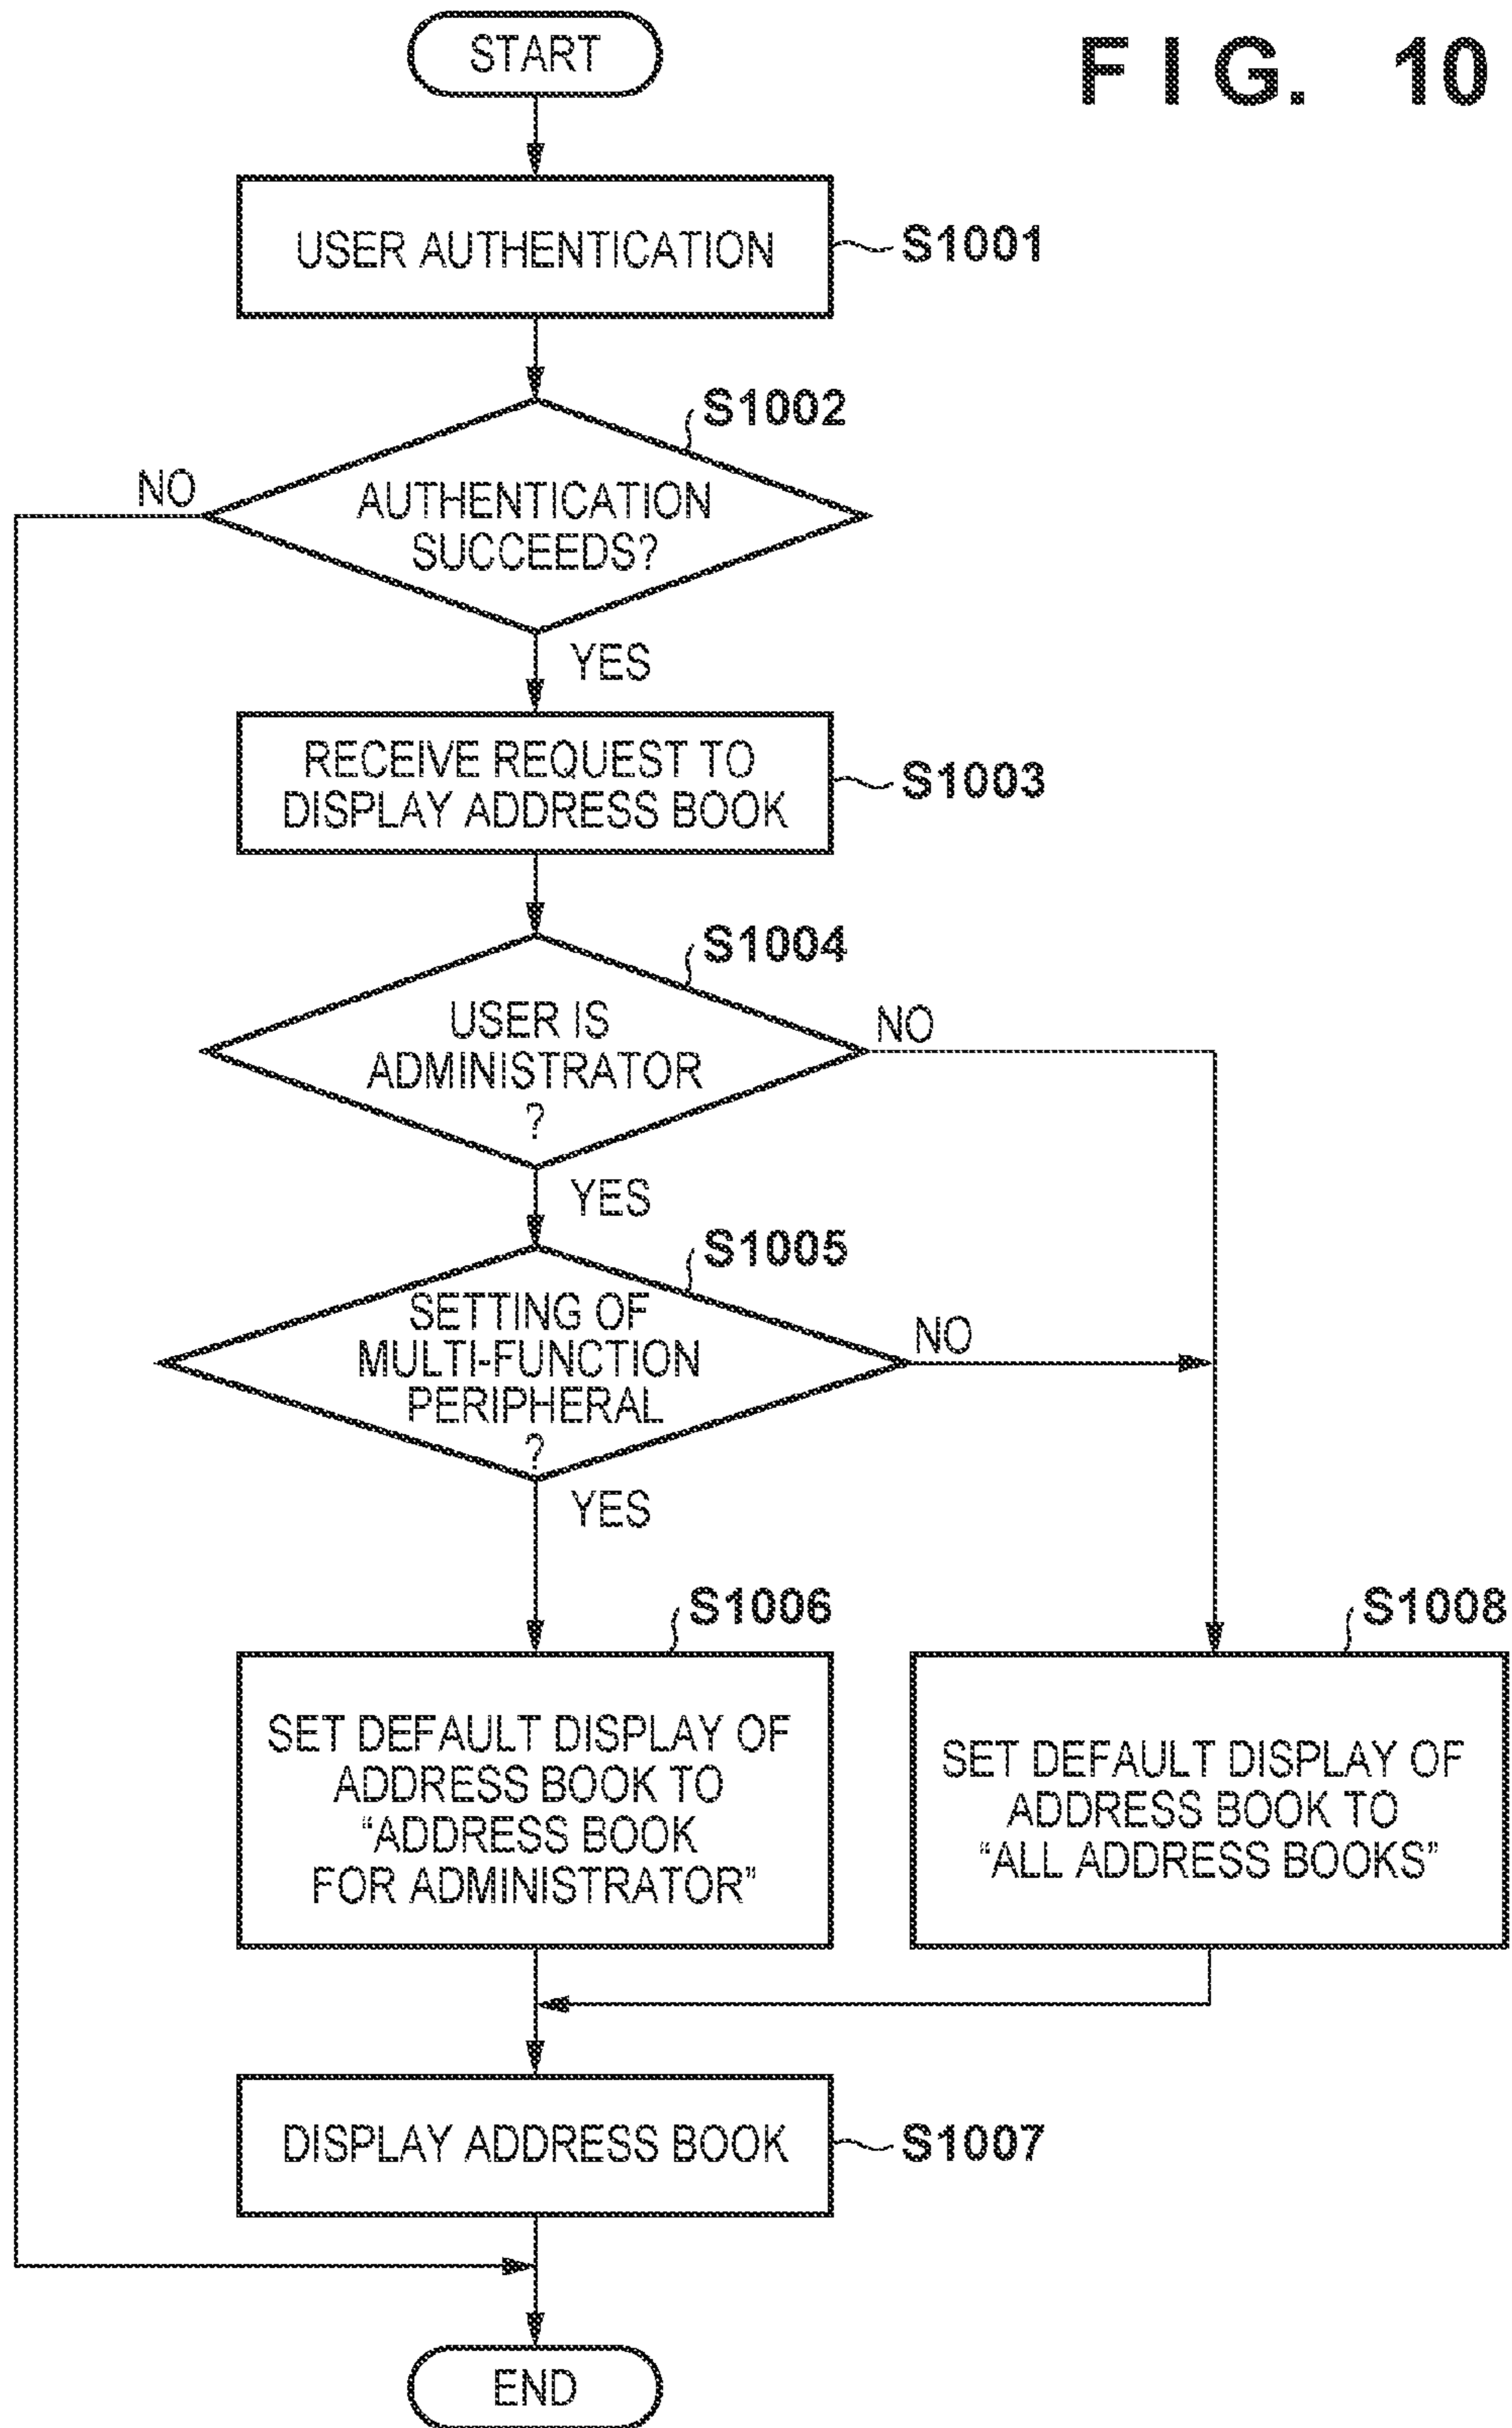 START
FIG. 10
USER AUTHENTICATION
S1001
S1002
NO
AUTHENTICATION
SUCCEEDS?
YES
RECEIVE REQUEST TO
DISPLAY ADDRESS BOOK
S1003
S1004
USER IS
ADMINISTRATOR
?
NO
YES
S1005
SETTING OF
MULTI-FUNCTION
PERIPHERAL
?
NO
YES
S1006
SET DEFAULT DISPLAY OF
ADDRESS BOOK TO
“ADDRESS BOOK
FOR ADMINISTRATOR”
S1008
SET DEFAULT DISPLAY OF
ADDRESS BOOK TO
“ALL ADDRESS BOOKS”
DISPLAY ADDRESS BOOK
S1007
END